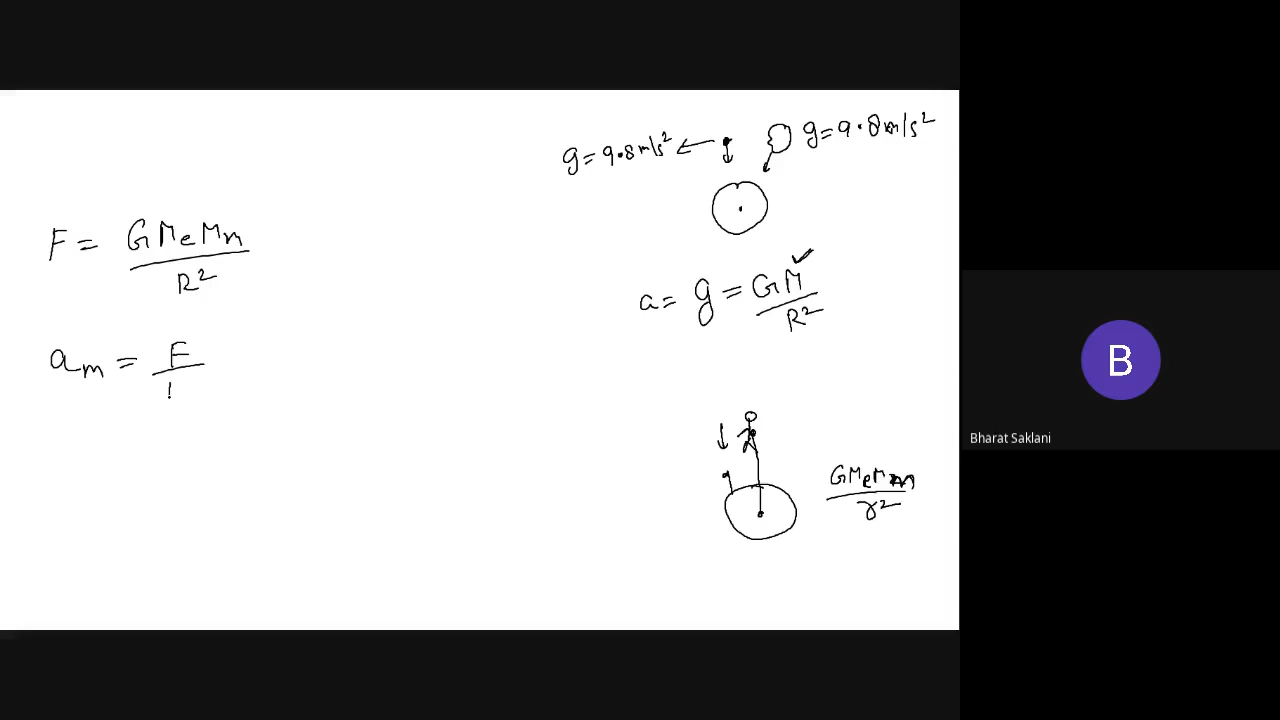 g = 9.8 m/s² ← g = 9.8 m/s²
F = GMeMm / R²
a = g = GM / R²
am = F /
GMeMm / r²
B
Bharat Saklani